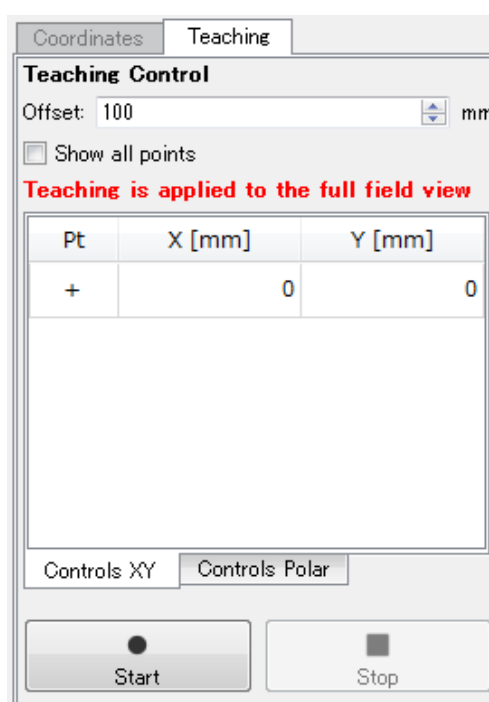 Coordinates Teaching
Teaching Control
Offset: 100 mm
Show all points
Teaching is applied to the full field view
Pt X [mm] Y [mm]
+ 0 0
Controls XY Controls Polar
Start Stop